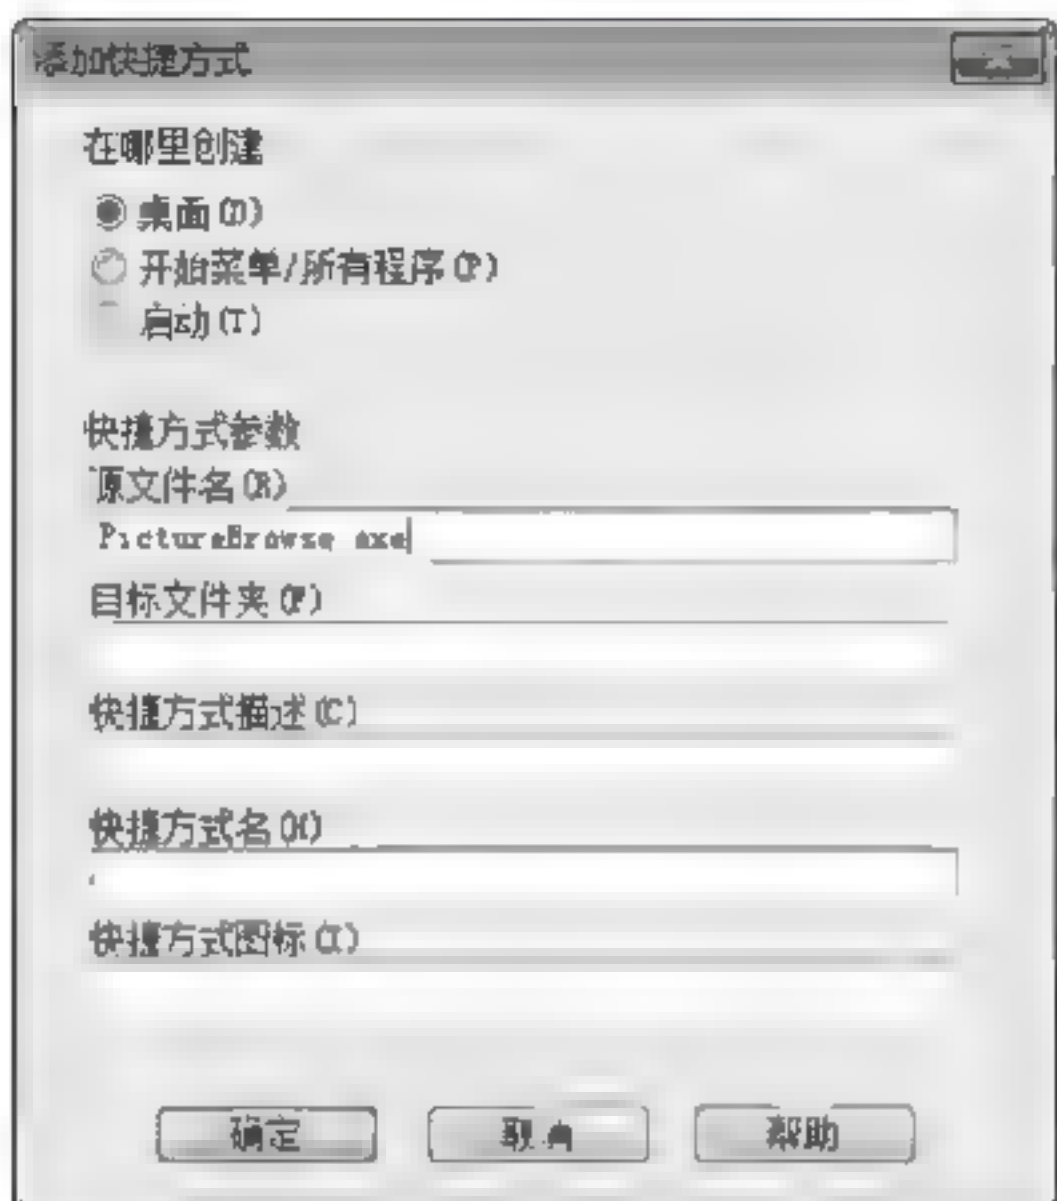 添加快捷方式
在哪里创建
桌面(D)
开始菜单/所有程序(P)
启动(T)
快捷方式参数
原文件名(R)
PictureBrowse.exe
目标文件夹(F)
快捷方式描述(C)
快捷方式名(N)
快捷方式图标(I)
确定 取消 帮助